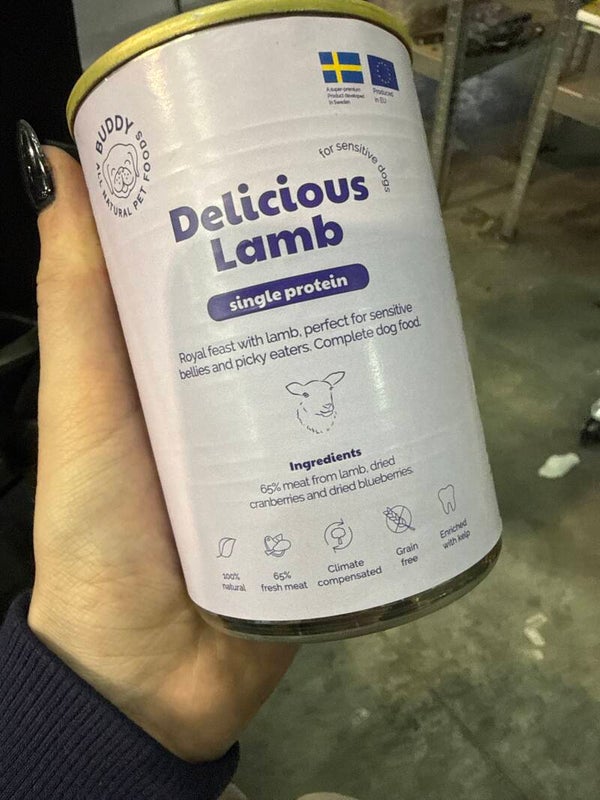 BUDDY
ALL NATURAL PET FOODS
A super-premium
Product developed
in Sweden
Produced
in EU
for sensitive dogs
Delicious
Lamb
single protein
Royal feast with lamb, perfect for sensitive
bellies and picky eaters. Complete dog food.
Ingredients
65% meat from lamb, dried
cranberries and dried blueberries.
100%
natural
65%
fresh meat
Climate
compensated
Grain
free
Enriched
with kelp